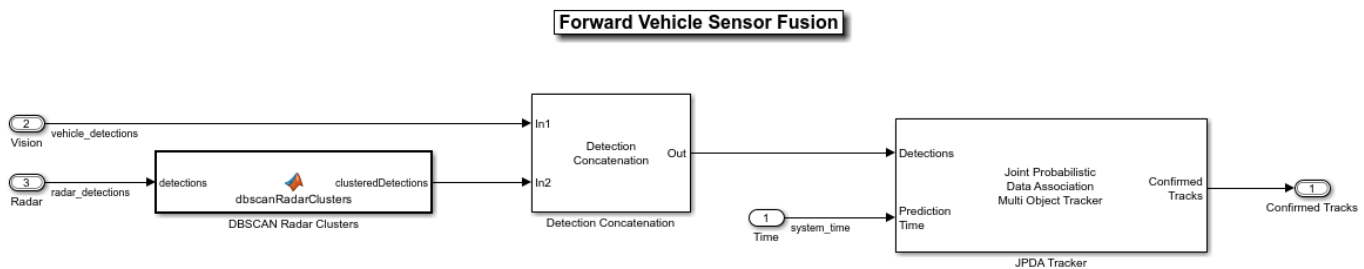 Forward Vehicle Sensor Fusion
2
Vision
vehicle_detections
3
Radar
radar_detections
detections
clusteredDetections
dbscanRadarClusters
DBSCAN Radar Clusters
In1
In2
Detection
Concatenation
Out
Detection Concatenation
1
Time
system_time
Detections
Prediction
Time
Joint Probabilistic
Data Association
Multi Object Tracker
Confirmed
Tracks
JPDA Tracker
1
Confirmed Tracks